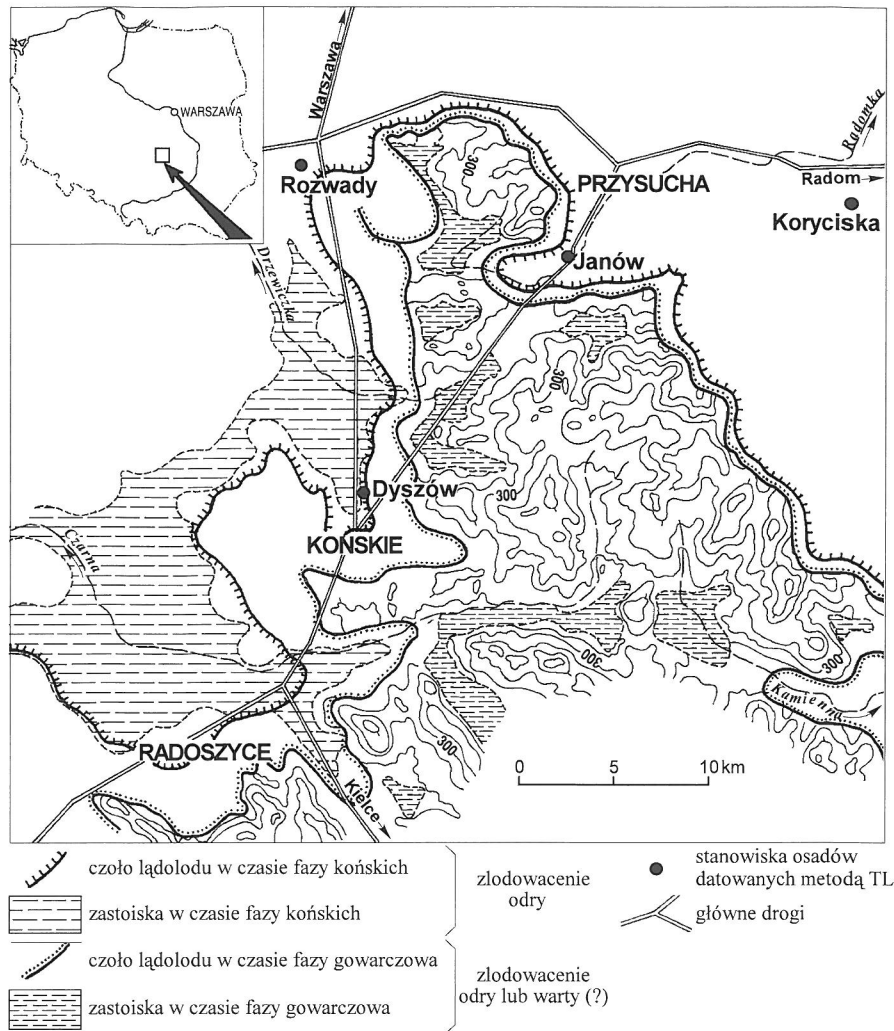 WARSZAWA
Warszawa
Rozwady
300
PRZYSUCHA
Radomka
Radom
Koryciska
Janów
Drzewiczka
300
300
Dyszów
KOŃSKIE
Czarna
300
300
Kamienna
RADOSZYCE
300
Kielce
0 5 10 km
czoło lądolodu w czasie fazy końskich
zastoiska w czasie fazy końskich
zlodowacenie
odry
czoło lądolodu w czasie fazy gowarczowa
zastoiska w czasie fazy gowarczowa
zlodowacenie
odry lub warty (?)
stanowiska osadów
datowanych metodą TL
główne drogi